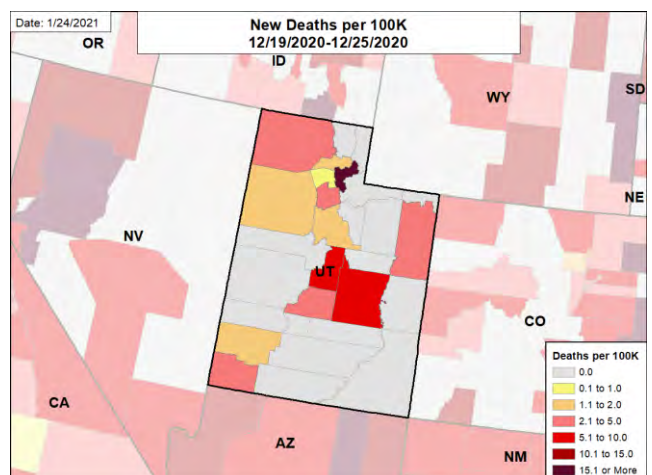 Date: 1/24/2021
New Deaths per 100K
12/19/2020-12/25/2020
OR
ID
WY
SD
NE
NV
UT
CO
CA
AZ
NM
Deaths per 100K
0.0
0.1 to 1.0
1.1 to 2.0
2.1 to 5.0
5.1 to 10.0
10.1 to 15.0
15.1 or More